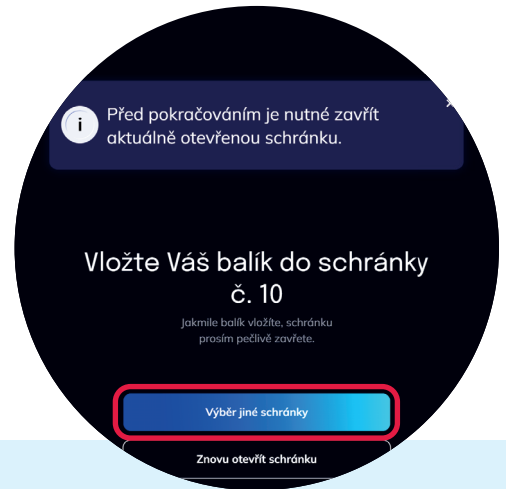 i
Před pokračováním je nutné zavřít
aktuálně otevřenou schránku.
Vložte Váš balík do schránky
č. 10
Jakmile balík vložíte, schránku
prosím pečlivě zavřete.
Výběr jiné schránky
Znovu otevřít schránku